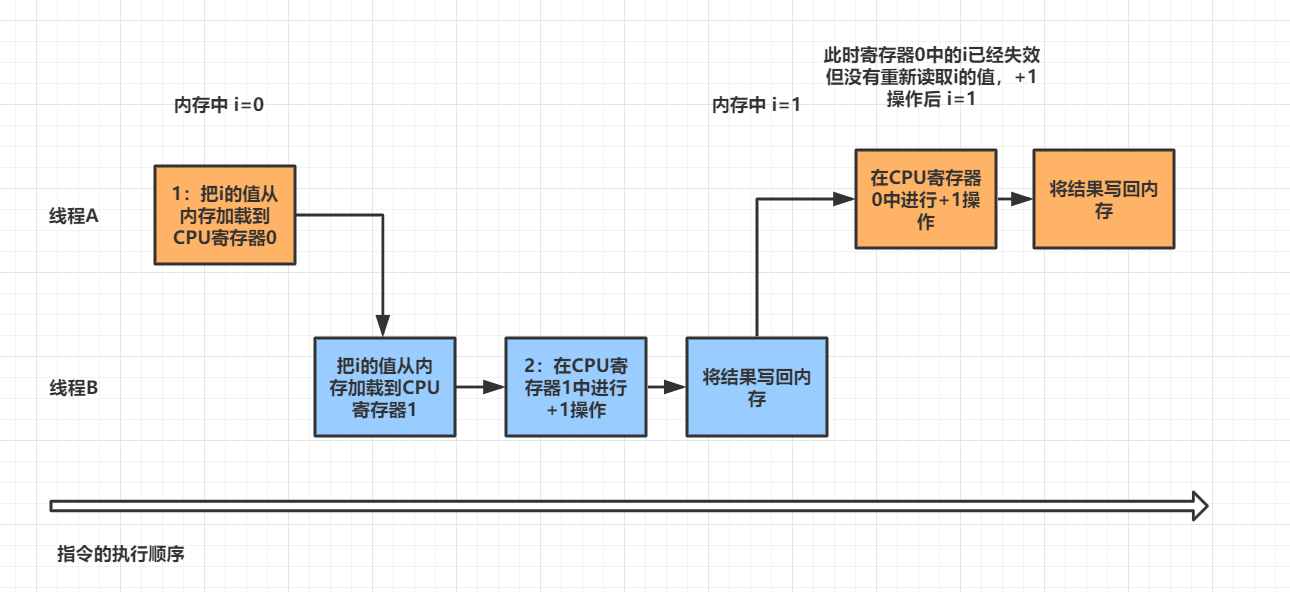 此时寄存器0中的i已经失效
但没有重新读取i的值，+1
操作后 i=1
内存中 i=0
内存中 i=1
线程A
1：把i的值从
内存加载到
CPU寄存器0
在CPU寄存器
0中进行+1操
作
将结果写回内
存
线程B
把i的值从内
存加载到CPU
寄存器1
2：在CPU寄
存器1中进行
+1操作
将结果写回内
存
指令的执行顺序